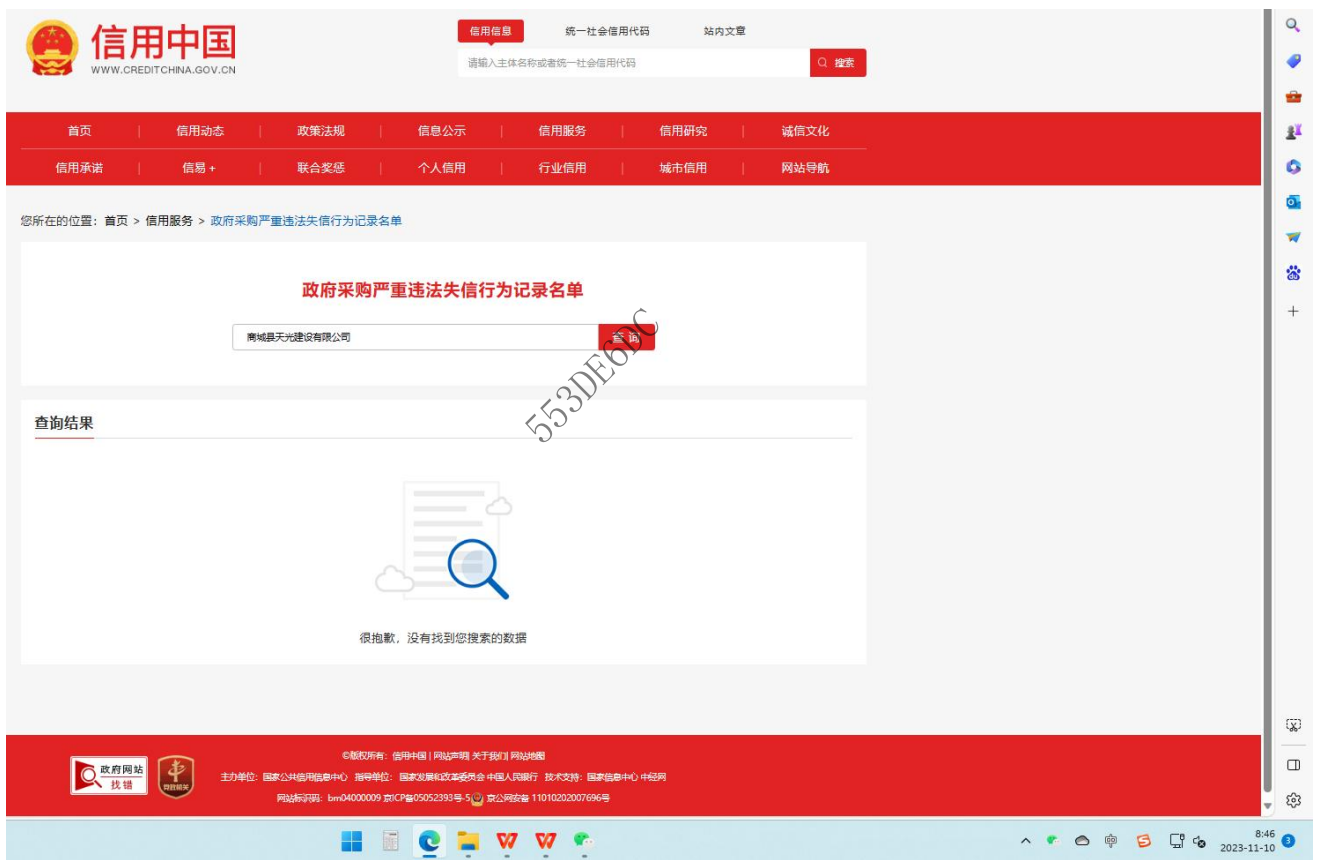 信用中国
WWW.CREDITCHINA.GOV.CN
信用信息 统一社会信用代码 站内文章
请输入主体名称或者统一社会信用代码 搜索
首页 | 信用动态 | 政策法规 | 信息公示 | 信用服务 | 信用研究 | 诚信文化
信用承诺 | 信易+ | 联合奖惩 | 个人信用 | 行业信用 | 城市信用 | 网站导航
您所在的位置：首页 > 信用服务 > 政府采购严重违法失信行为记录名单
政府采购严重违法失信行为记录名单
商城县天光建设有限公司 查询
553DE6DC
查询结果
很抱歉，没有找到您搜索的数据
政府网站
找错
党政机关
©版权所有：信用中国 | 网站声明 | 关于我们 | 网站地图
主办单位：国家公共信用信息中心 指导单位：国家发展和改革委员会 中国人民银行 技术支持：国家信息中心 中经网
网站标识码：bm04000009 京ICP备05052393号-5 京公网安备 11010202007696号
8:46
2023-11-10
3